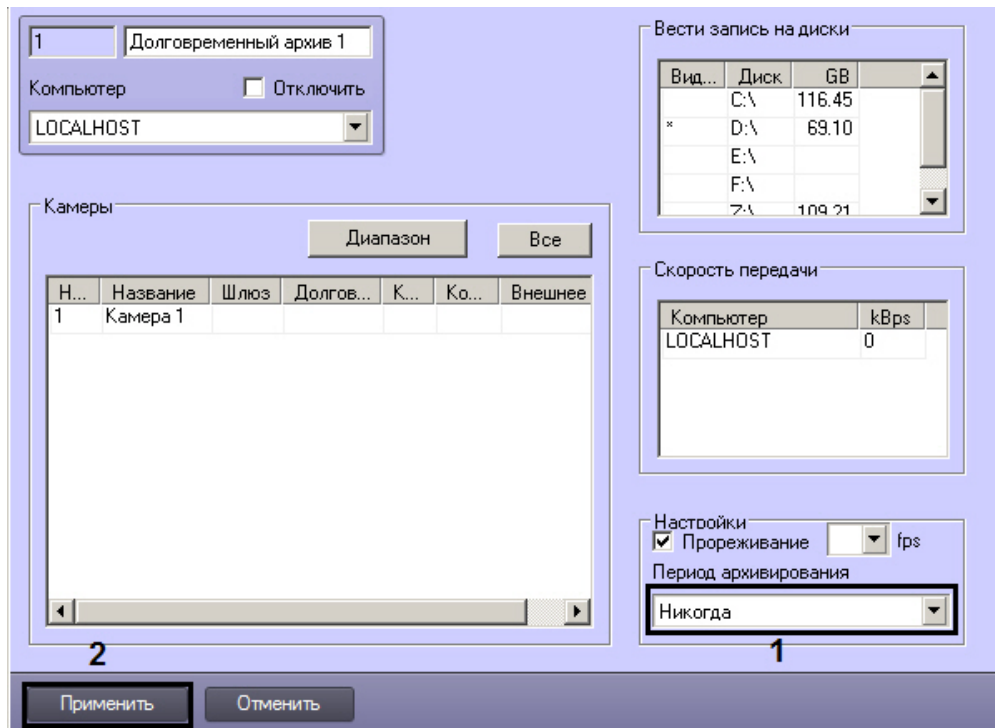 1 Долговременный архив 1
Компьютер Отключить
LOCALHOST
Вести запись на диски
Вид... Диск GB
C:\ 116.45
* D:\ 69.10
E:\
F:\
Z:\ 109.21
Камеры
Диапазон Все
Н... Название Шлюз Долгов... К... Ко... Внешнее
1 Камера 1
Скорость передачи
Компьютер kBps
LOCALHOST 0
Настройки
Прореживание fps
Период архивирования
Никогда
1
2
Применить Отменить